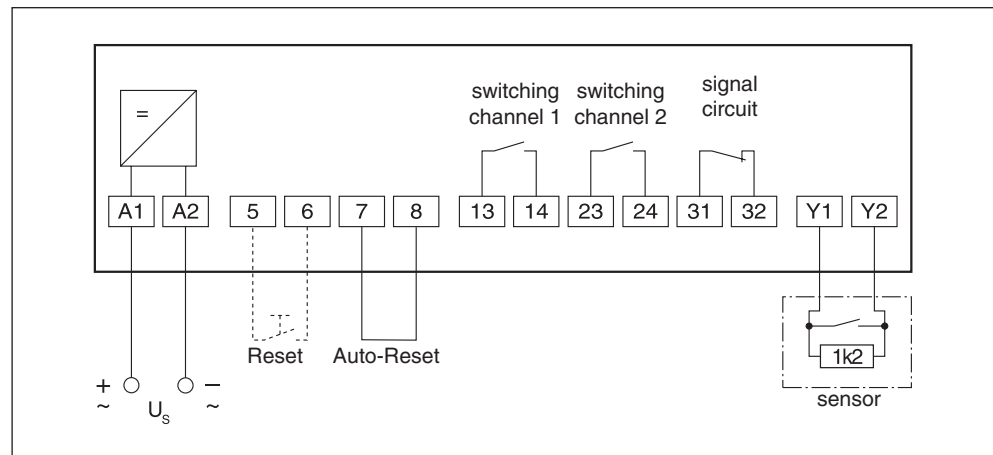 switching channel 1
switching channel 2
signal circuit
=
A1 A2 5 6 7 8 13 14 23 24 31 32 Y1 Y2
Reset
Auto-Reset
1k2
sensor
+ −
~ ~
US